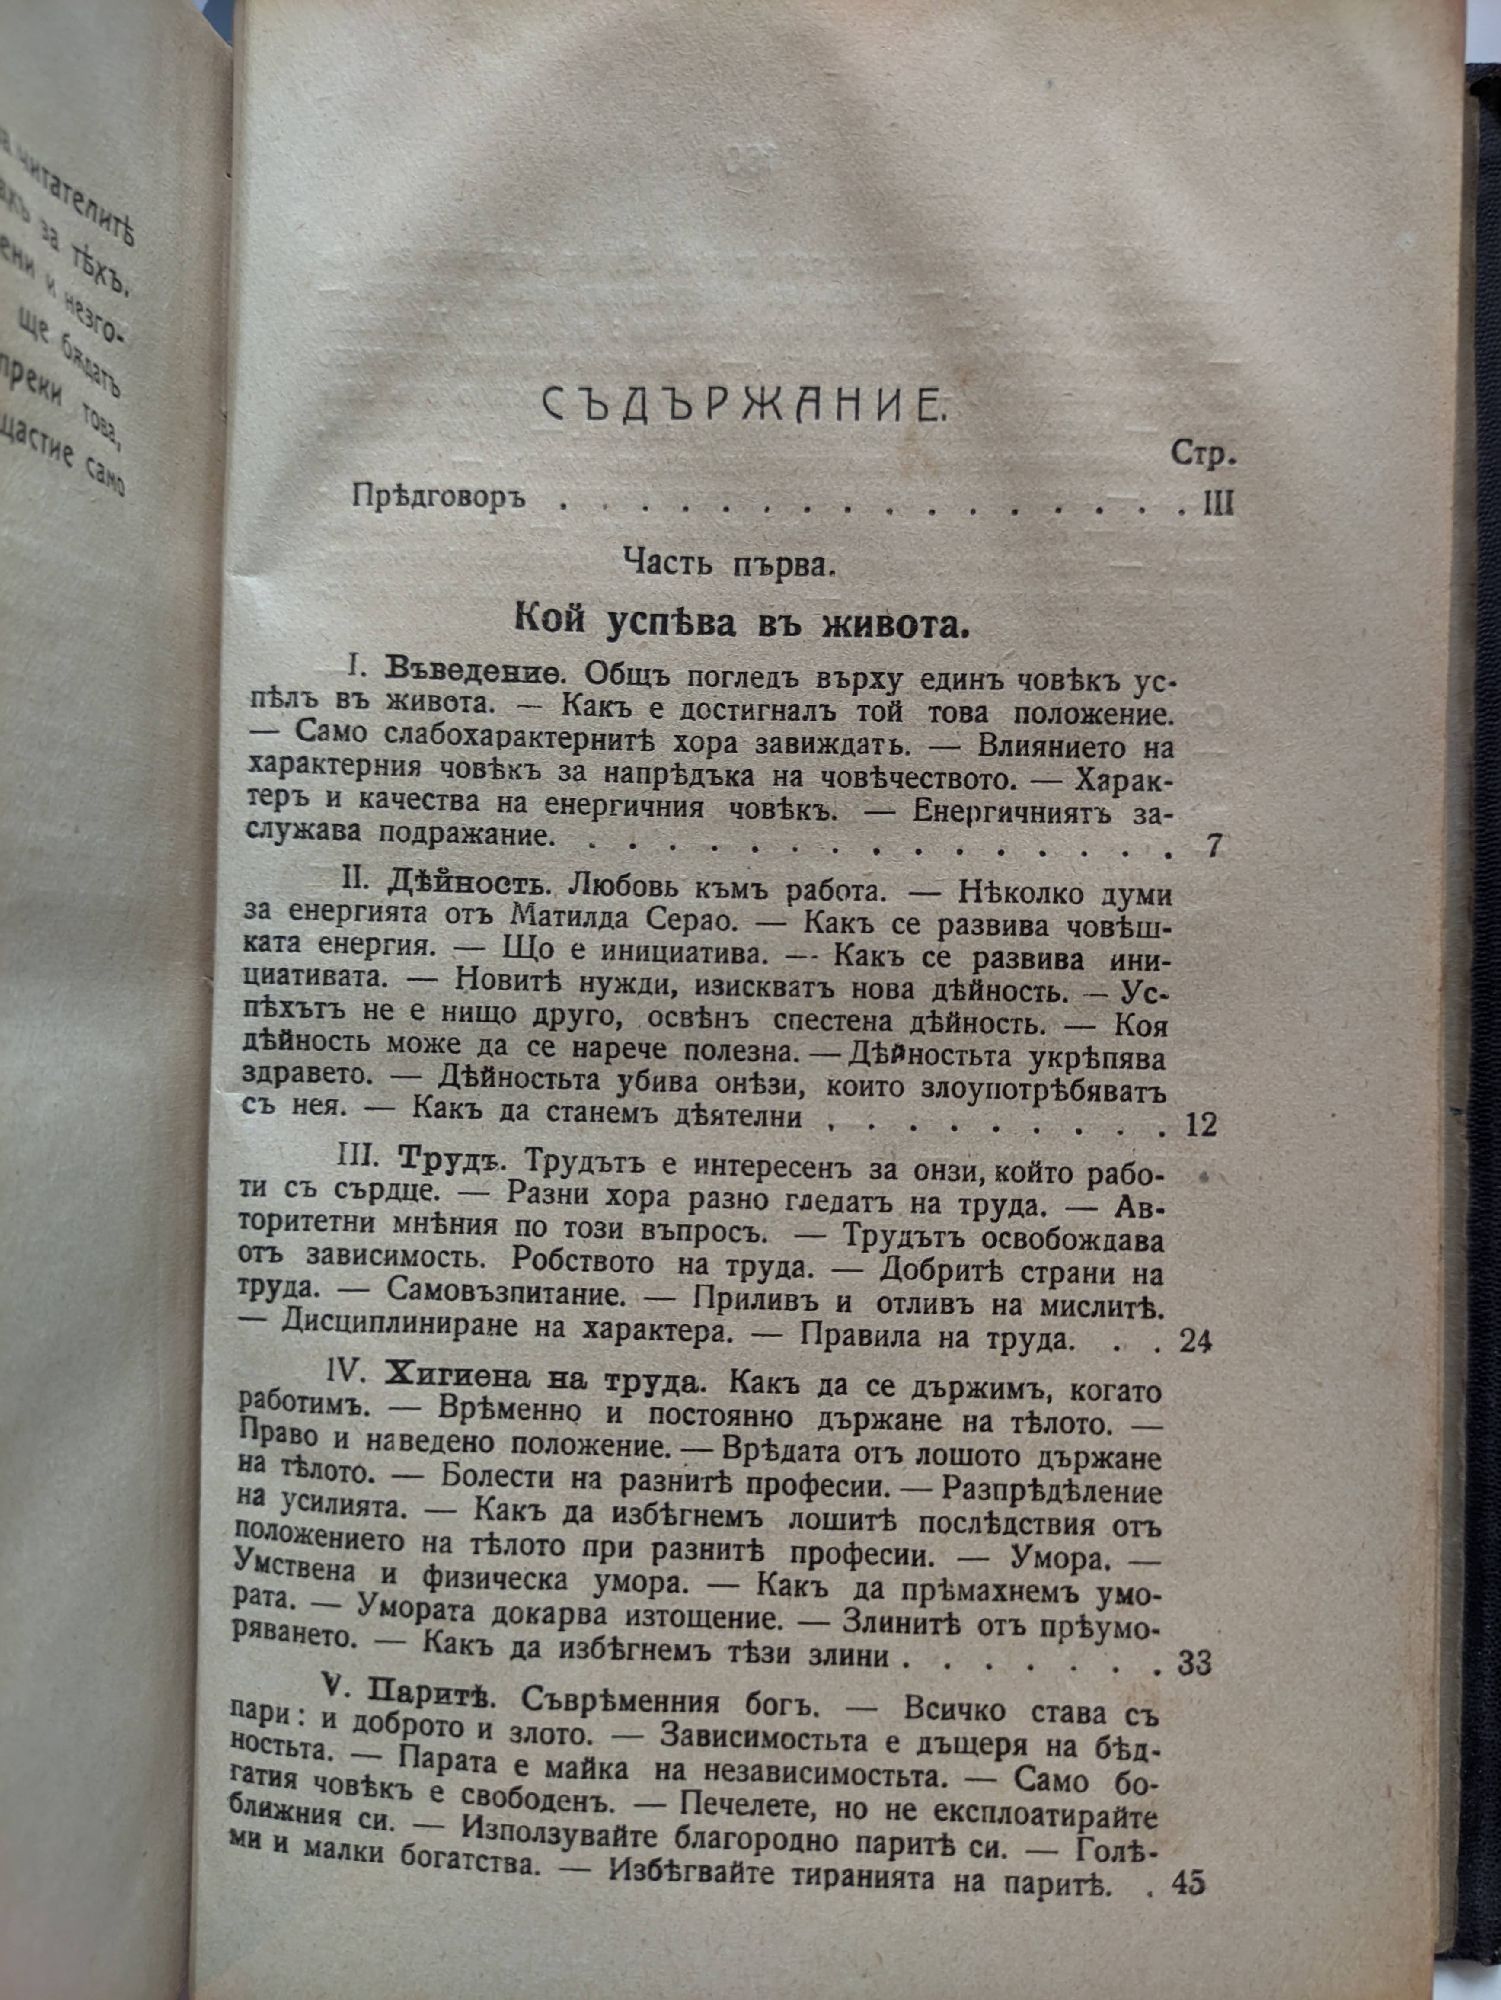 читателитѣ
за тѣхъ.
и незго-
ще бѫдатъ
преки това,
щастие само
СЪДЪРЖАНИЕ.
Стр.
Прѣдговоръ . . . . . . . . . . . . . . . . III
Часть първа.
Кой успѣва въ живота.
I. Въведение. Общъ погледъ върху единъ човѣкъ ус-
пѣлъ въ живота. — Какъ е достигналъ той това положение.
— Само слабохарактернитѣ хора завиждатъ. — Влиянието на
характерния човѣкъ за напрѣдъка на човѣчеството. — Харак-
теръ и качества на енергичния човѣкъ. — Енергичниятъ за-
служава подражание. . . . . . . . . . . . . . . . 7
II. Дѣйность. Любовь къмъ работа. — Нѣколко думи
за енергията отъ Матилда Серао. — Какъ се развива човѣш-
ката енергия. — Що е инициатива. — Какъ се развива ини-
циативата. — Новитѣ нужди, изискватъ нова дѣйность. — Ус-
пѣхътъ не е нищо друго, освѣнъ спестена дѣйность. — Коя
дѣйность може да се нарече полезна. — Дѣйностьта укрѣпява
здравето. — Дѣйностьта убива онѣзи, които злоупотрѣбяватъ
съ нея. — Какъ да станемъ дѣятелни . . . . . . . . . 12
III. Трудъ. Трудътъ е интересенъ за онзи, който рабо-
ти съ сърдце. — Разни хора разно гледатъ на труда. — Ав-
торитетни мнѣния по този въпросъ. — Трудътъ освобождава
отъ зависимость. Робството на труда. — Добритѣ страни на
труда. — Самовъзпитание. — Приливъ и отливъ на мислитѣ.
— Дисциплиниране на характера. — Правила на труда. . . 24
IV. Хигиена на труда. Какъ да се държимъ, когато
работимъ. — Врѣменно и постоянно държане на тѣлото. —
Право и наведено положение. — Врѣдата отъ лошото държане
на тѣлото. — Болести на разнитѣ професии. — Разпрѣдѣление
на усилията. — Какъ да избѣгнемъ лошитѣ послѣдствия отъ
положението на тѣлото при разнитѣ професии. — Умора. —
Умствена и физическа умора. — Какъ да прѣмахнемъ умо-
рата. — Умората докарва изтощение. — Злинитѣ отъ прѣумо-
ряването. — Какъ да избѣгнемъ тѣзи злини . . . . . . . 33
V. Паритѣ. Съврѣменния богъ. — Всичко става съ
пари: и доброто и злото. — Зависимостьта е дъщеря на бѣд-
ностьта. — Парата е майка на независимостьта. — Само бо-
гатия човѣкъ е свободенъ. — Печелете, но не експлоатирайте
ближния си. — Използувайте благородно паритѣ си. — Голѣ-
ми и малки богатства. — Избѣгвайте тиранията на паритѣ. . 45